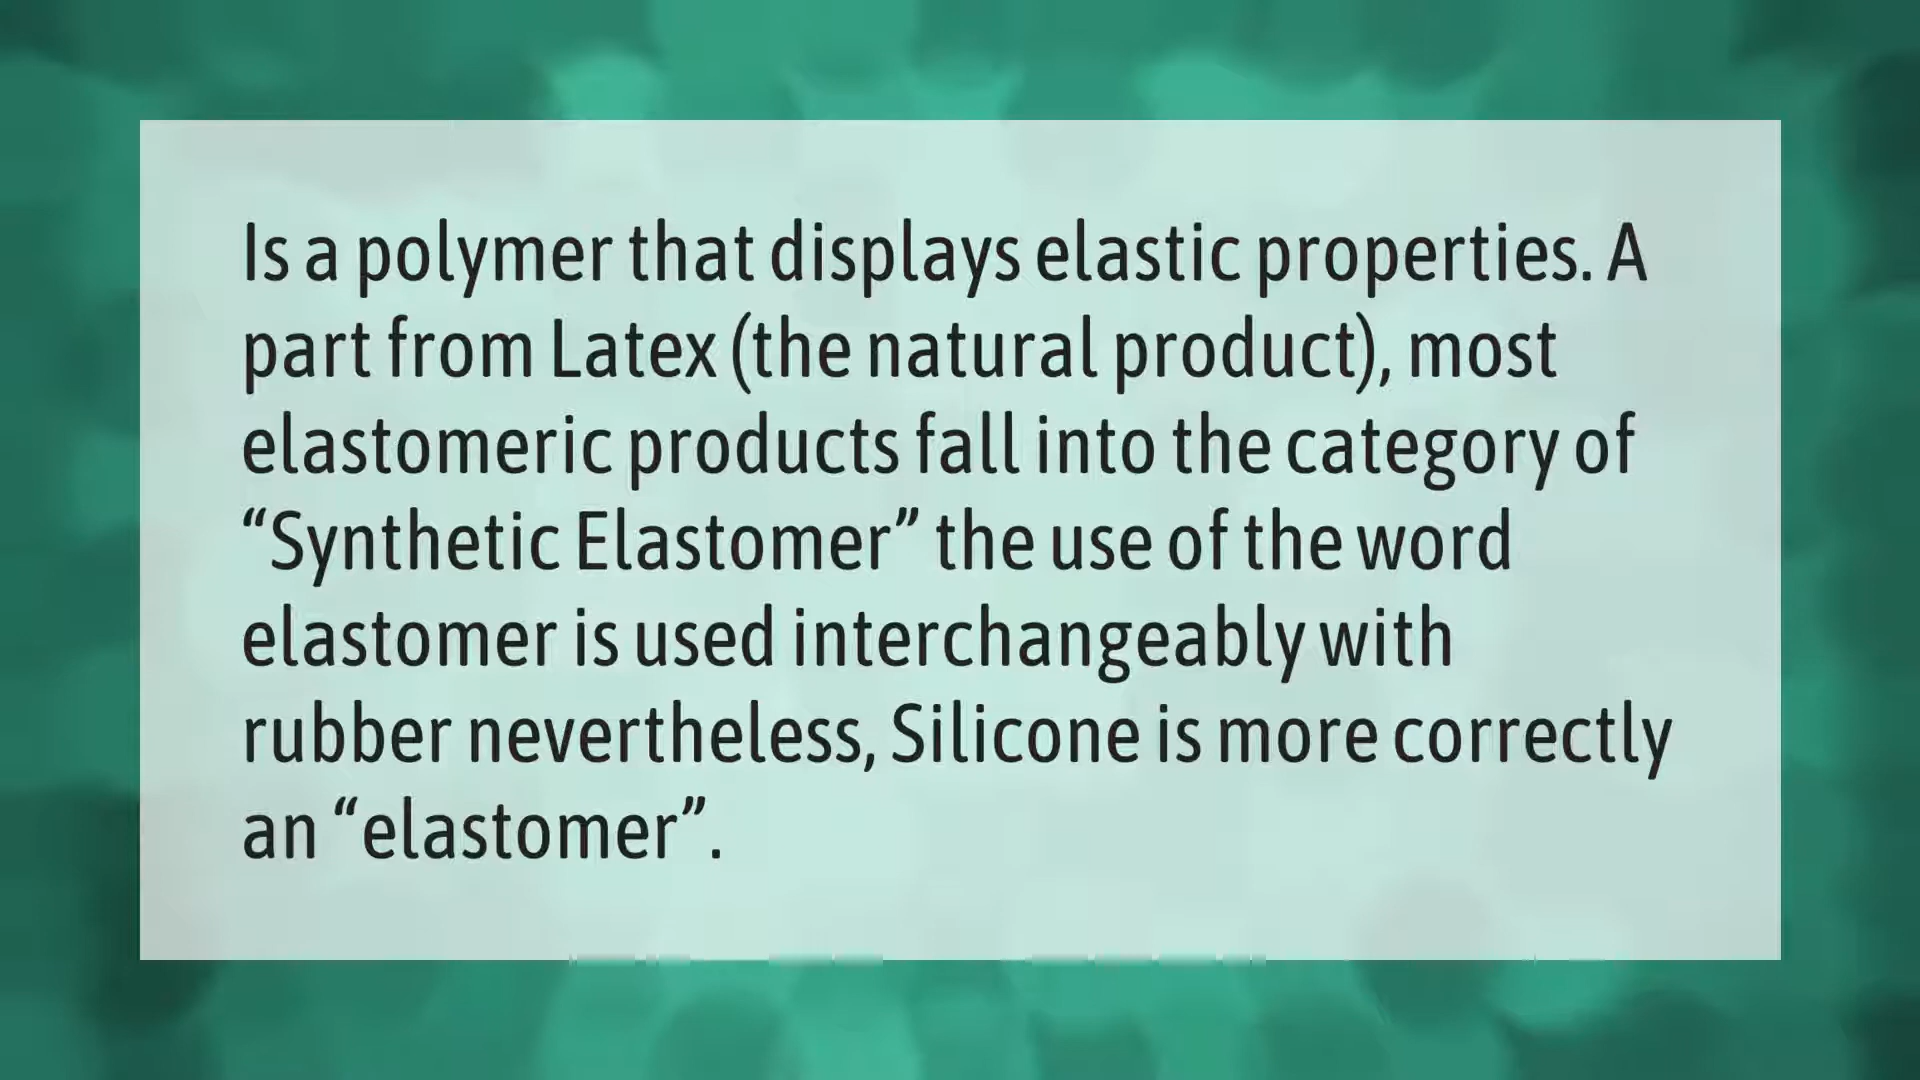 Is a polymer that displays elastic properties. A
part from Latex (the natural product), most
elastomeric products fall into the category of
“Synthetic Elastomer” the use of the word
elastomer is used interchangeably with
rubber nevertheless, Silicone is more correctly
an “elastomer”.